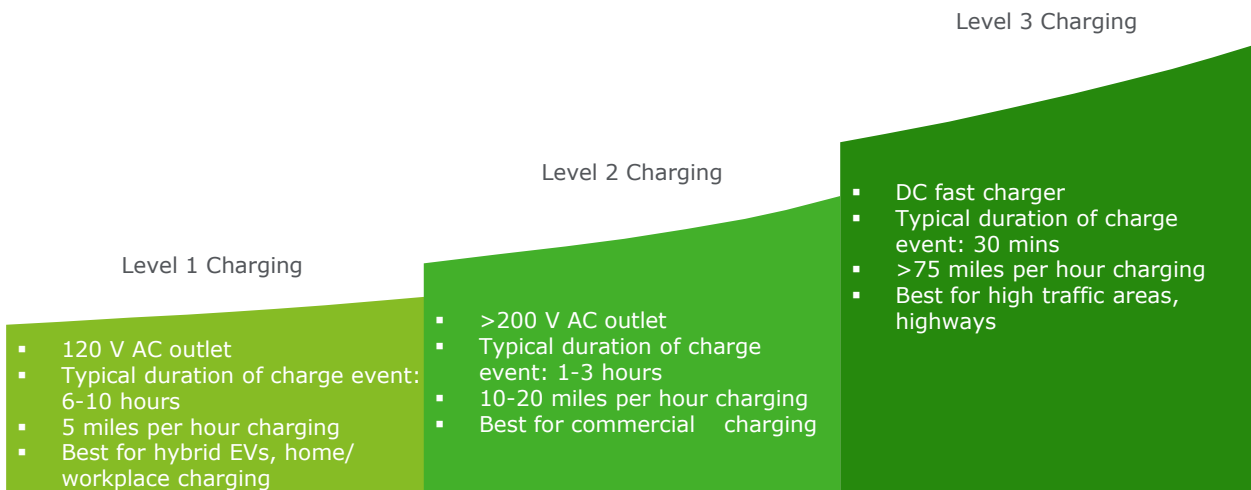 Level 3 Charging
Level 2 Charging
Level 1 Charging
▪ 120 V AC outlet
▪ Typical duration of charge event:
6-10 hours
▪ 5 miles per hour charging
▪ Best for hybrid EVs, home/
workplace charging
▪ >200 V AC outlet
▪ Typical duration of charge
event: 1-3 hours
▪ 10-20 miles per hour charging
▪ Best for commercial charging
▪ DC fast charger
▪ Typical duration of charge
event: 30 mins
▪ >75 miles per hour charging
▪ Best for high traffic areas,
highways